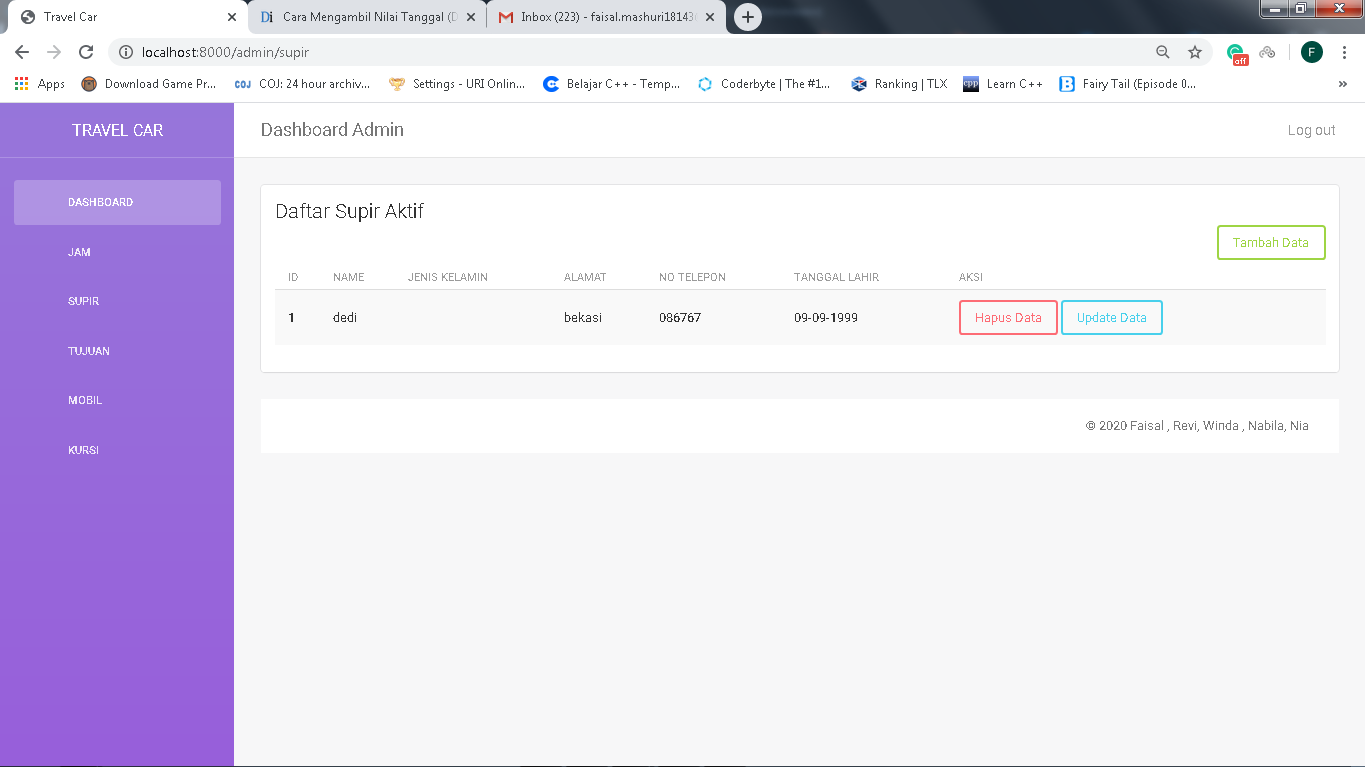 Travel Car
Di Cara Mengambil Nilai Tanggal (D
Inbox (223) - faisal.mashuri18143
localhost:8000/admin/supir
F
off
Apps
Download Game Pr...
COJ COJ: 24 hour archiv...
Settings - URI Onlin...
Belajar C++ - Temp...
Coderbyte | The #1...
Ranking | TLX
cpp Learn C++
Fairy Tail (Episode 0...
»
TRAVEL CAR
Dashboard Admin
Log out
DASHBOARD
JAM
SUPIR
TUJUAN
MOBIL
KURSI
Daftar Supir Aktif
Tambah Data
ID NAME JENIS KELAMIN ALAMAT NO TELEPON TANGGAL LAHIR AKSI
1 dedi bekasi 086767 09-09-1999 Hapus Data Update Data
© 2020 Faisal , Revi, Winda , Nabila, Nia